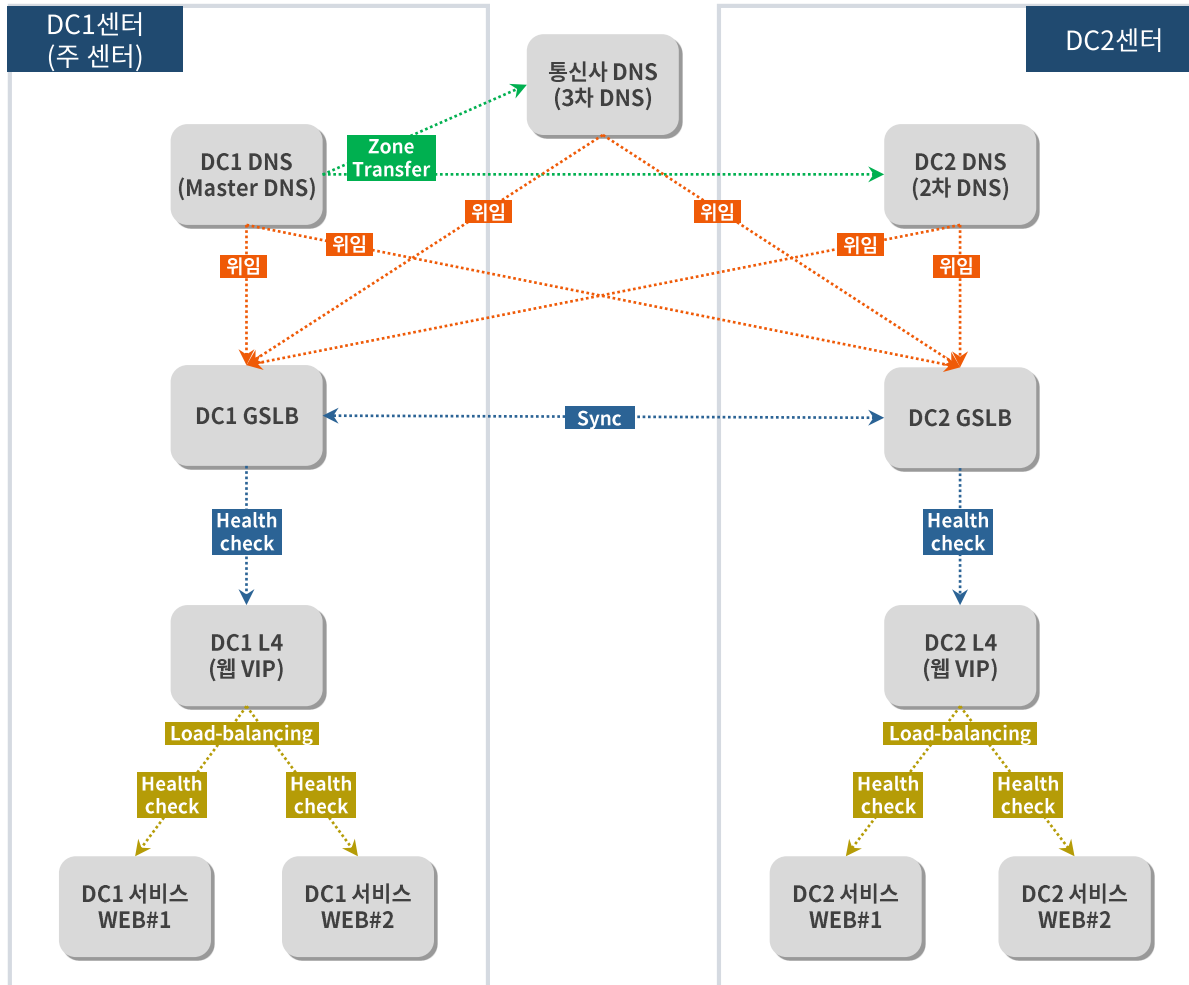 DC1센터
(주 센터)
DC2센터
통신사 DNS
(3차 DNS)
Zone
Transfer
DC1 DNS
(Master DNS)
DC2 DNS
(2차 DNS)
위임
위임
위임
위임
위임
위임
DC1 GSLB
Sync
DC2 GSLB
Health
check
Health
check
DC1 L4
(웹 VIP)
DC2 L4
(웹 VIP)
Load-balancing
Load-balancing
Health
check
Health
check
Health
check
Health
check
DC1 서비스
WEB#1
DC1 서비스
WEB#2
DC2 서비스
WEB#1
DC2 서비스
WEB#2